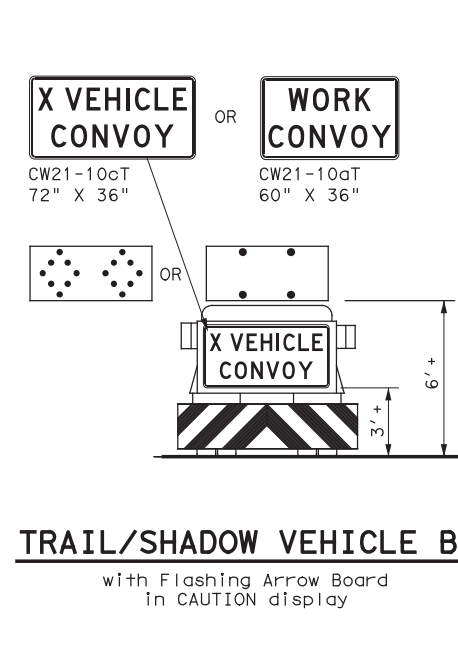 X VEHICLE
CONVOY
OR
WORK
CONVOY
CW21-10cT
72" X 36"
CW21-10aT
60" X 36"
OR
X VEHICLE
CONVOY
6'+
3'+
TRAIL/SHADOW VEHICLE B
with Flashing Arrow Board
in CAUTION display